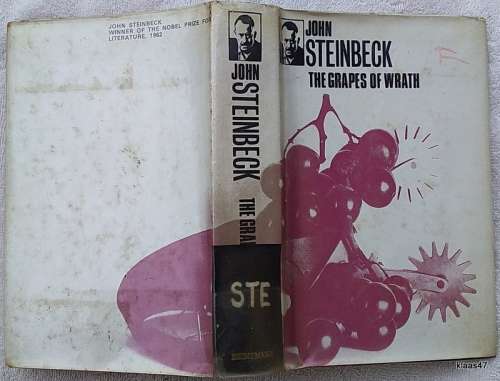 JOHN STEINBECK
WINNER OF THE NOBEL PRIZE FOR
LITERATURE, 1962
JOHN
STEINBECK
THE GRA
STE
HEINEMANN
JOHN
STEINBECK
THE GRAPES OF WRATH
klaas47